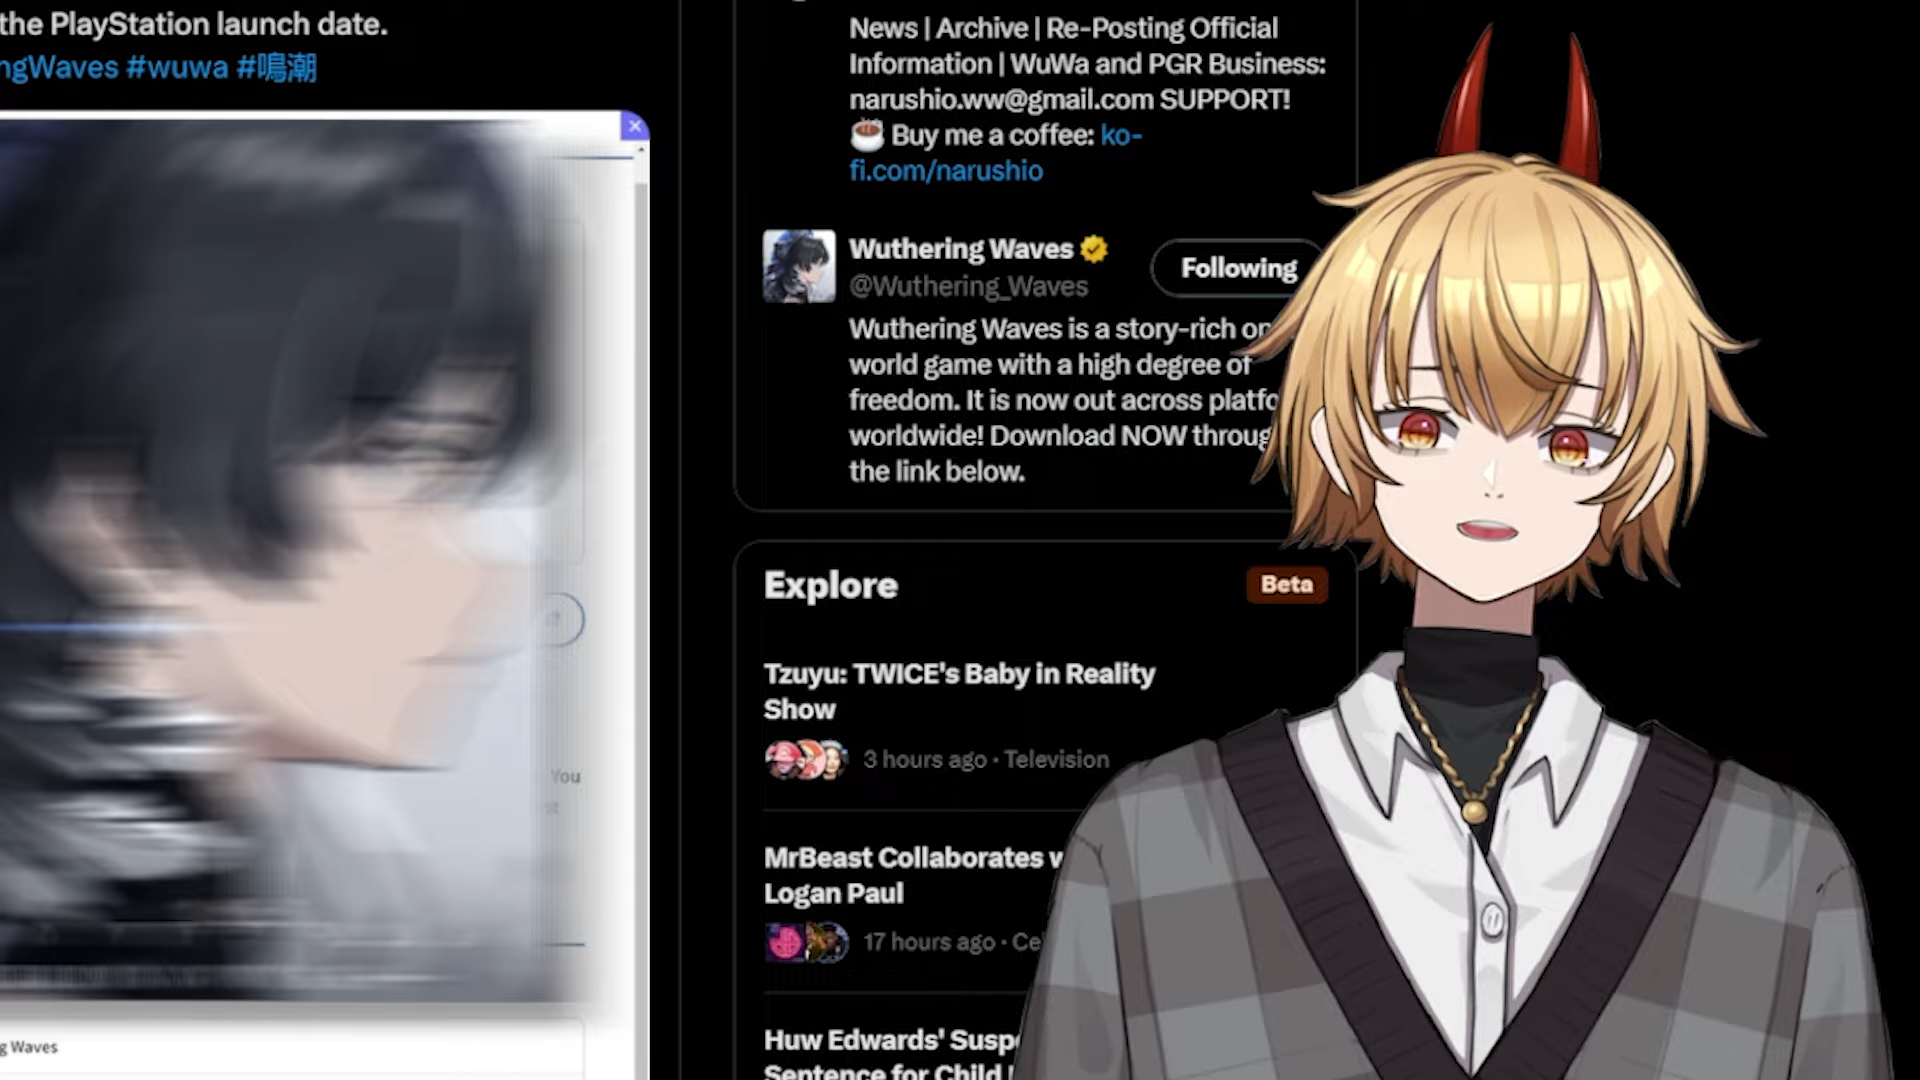 the PlayStation launch date.
ngWaves #wuwa #鳴潮
You
g Waves
News | Archive | Re-Posting Official
Information | WuWa and PGR Business:
narushio.ww@gmail.com SUPPORT!
Buy me a coffee: ko-
fi.com/narushio
Wuthering Waves
@Wuthering_Waves
Following
Wuthering Waves is a story-rich op
world game with a high degree of
freedom. It is now out across platfo
worldwide! Download NOW throug
the link below.
Explore
Beta
Tzuyu: TWICE's Baby in Reality
Show
3 hours ago · Television
MrBeast Collaborates w
Logan Paul
17 hours ago · Ce
Huw Edwards' Suspe
Sentence for Child